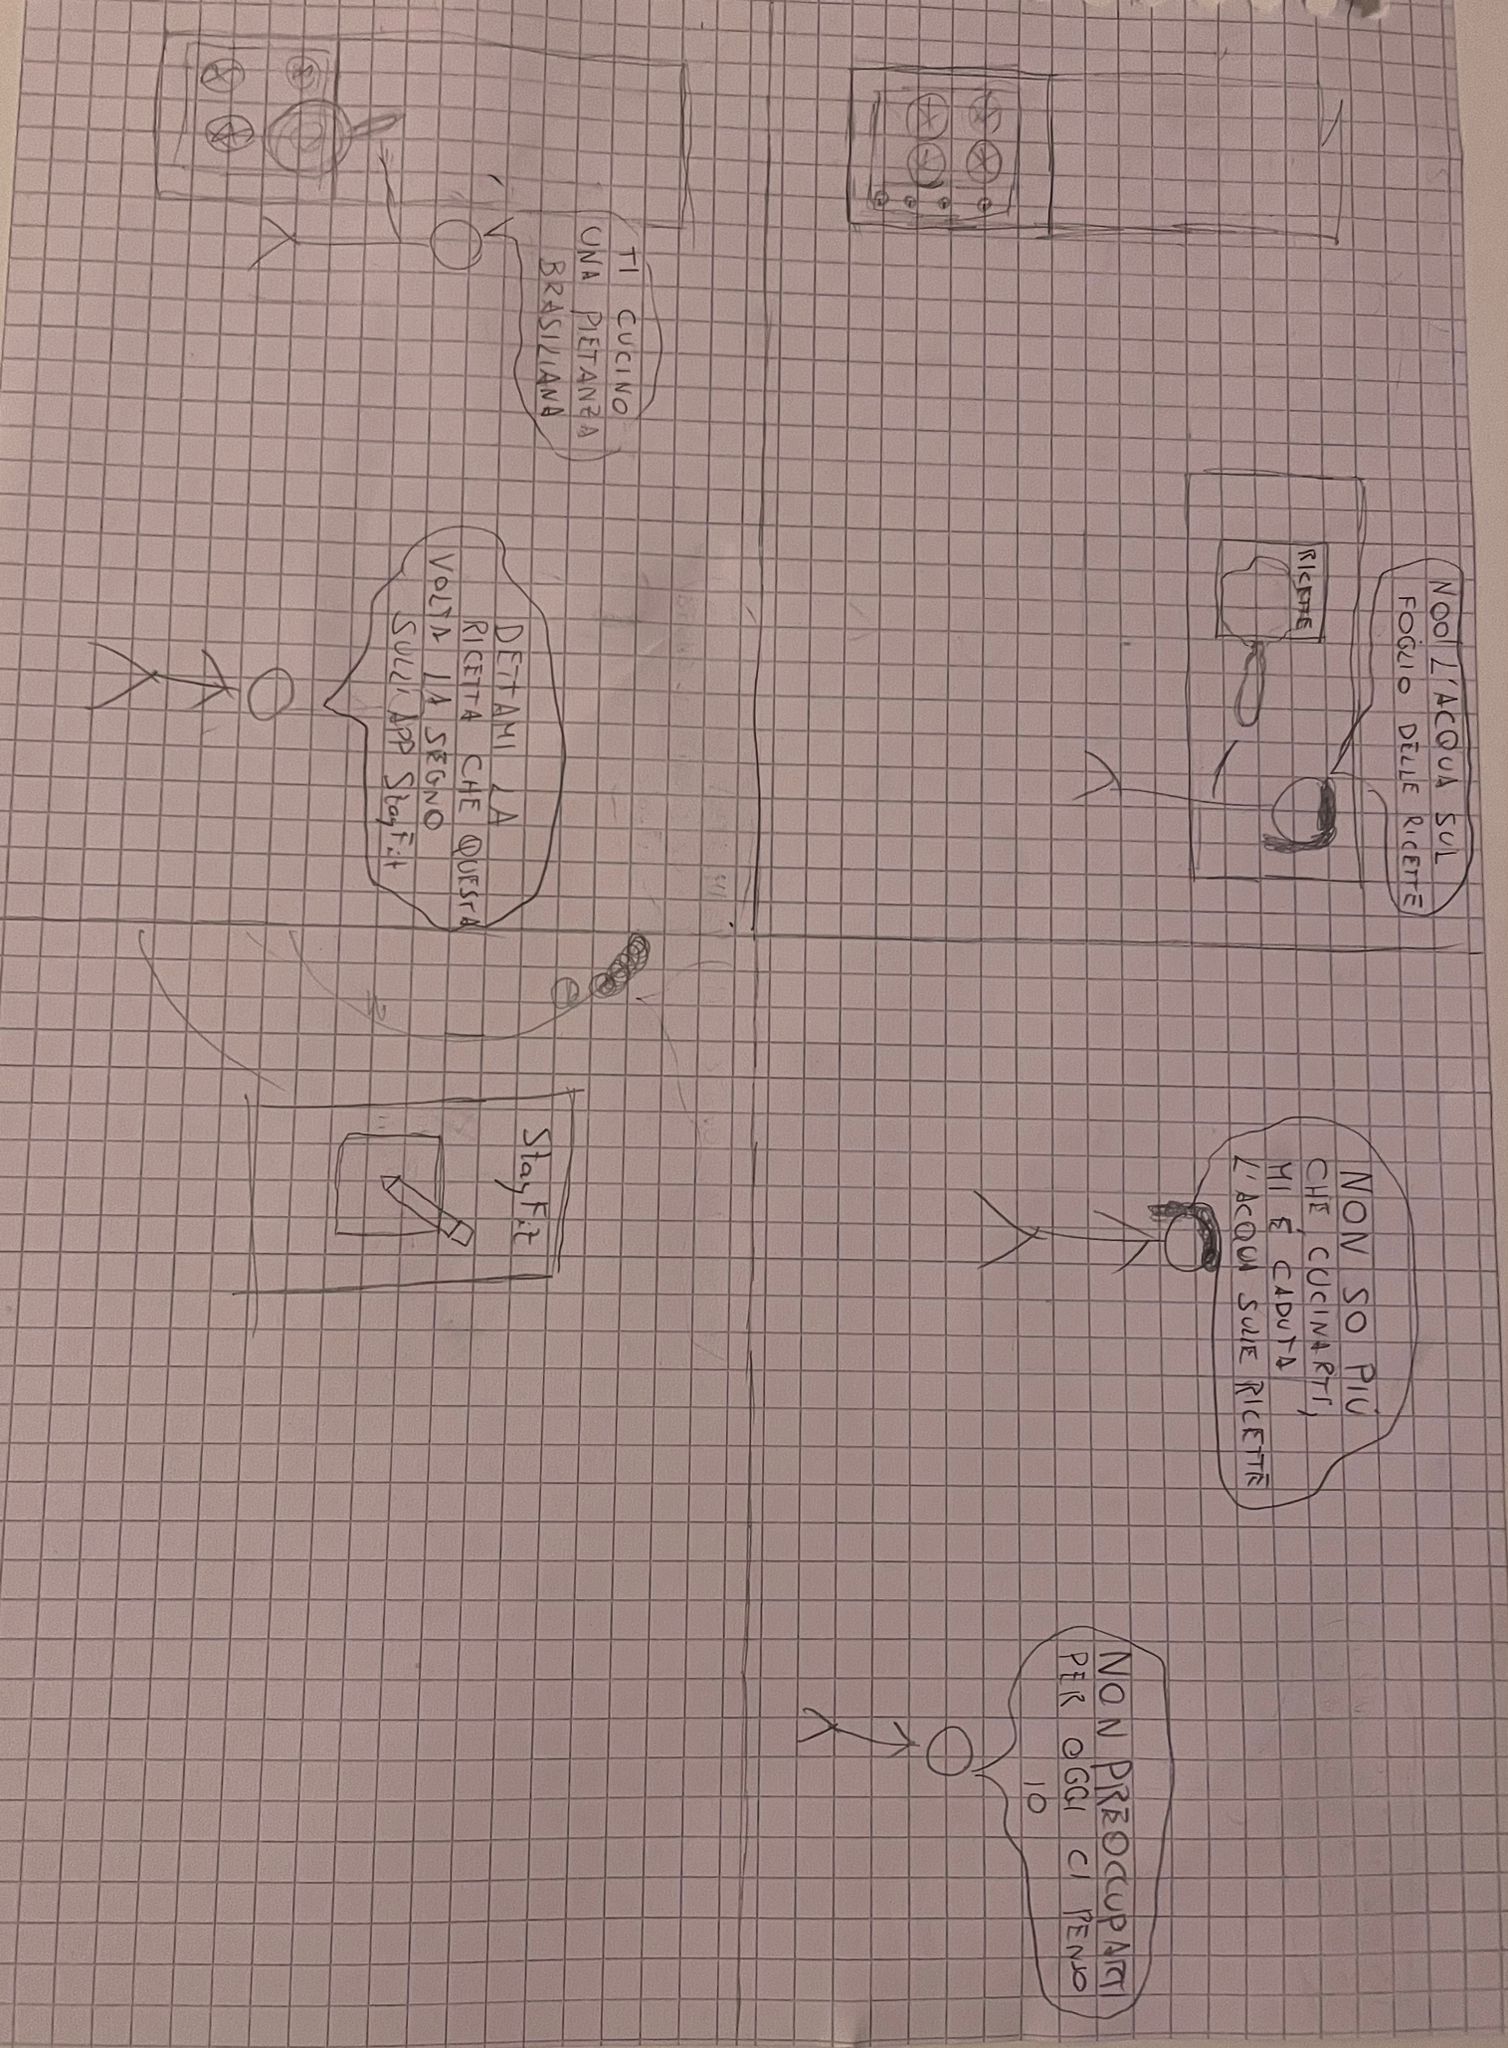 NOO! L'ACQUA SUL
FOGLIO DELLE RICETTE
RICETTE
NON SO PIÙ
CHE CUCINARTI,
MI È CADUTA
L'ACQUA SULLE RICETTE
NON PREOCCUPARTI
PER OGGI CI PENSO
IO
TI CUCINO
UNA PIETANZA
BRASILIANA
DETTAMI LA
RICETTA CHE QUESTA
VOLTA LA SEGNO
SULL'APP StayFit
StayFit